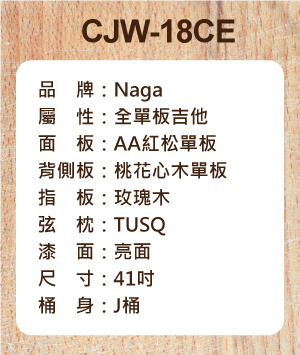 CJW-18CE
品　牌：Naga
屬　性：全單板吉他
面　板：AA紅松單板
背側板：桃花心木單板
指　板：玫瑰木
弦　枕：TUSQ
漆　面：亮面
尺　寸：41吋
桶　身：J桶